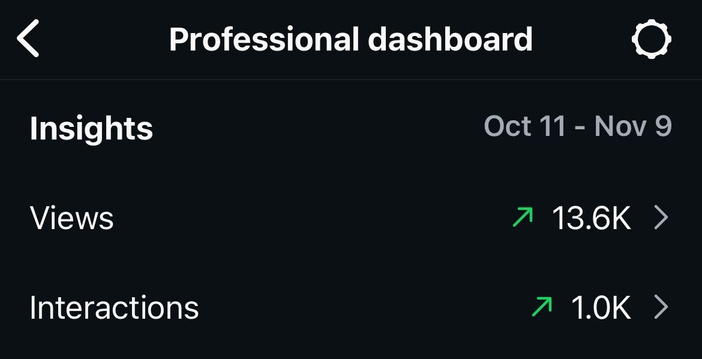 Professional dashboard
Insights Oct 11 - Nov 9
Views 13.6K
Interactions 1.0K